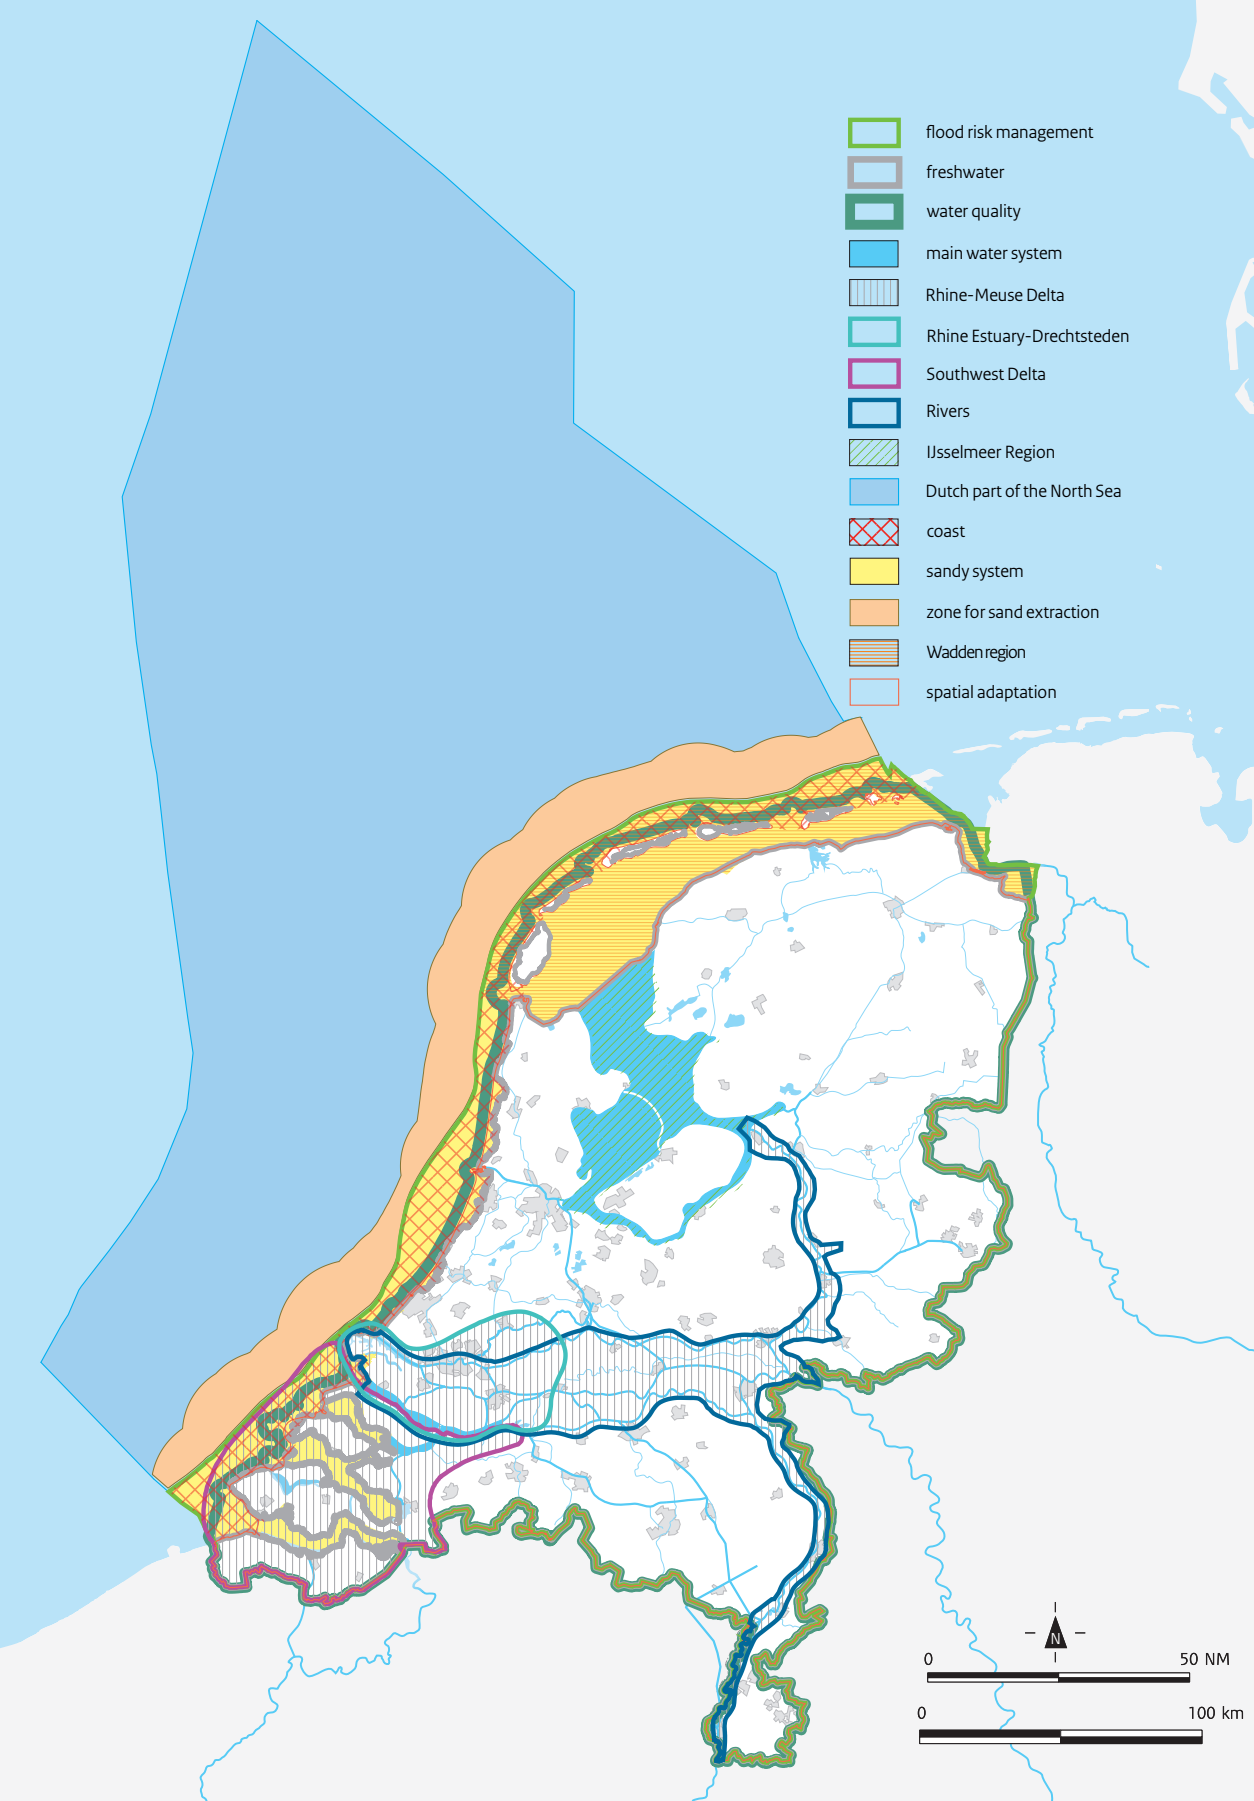 flood risk management
freshwater
water quality
main water system
Rhine-Meuse Delta
Rhine Estuary-Drechtsteden
Southwest Delta
Rivers
IJsselmeer Region
Dutch part of the North Sea
coast
sandy system
zone for sand extraction
Wadden region
spatial adaptation
N
0 50 NM
0 100 km